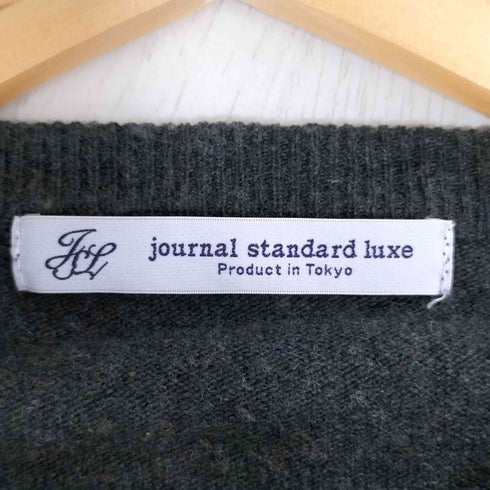 JSL
journal standard luxe
Product in Tokyo